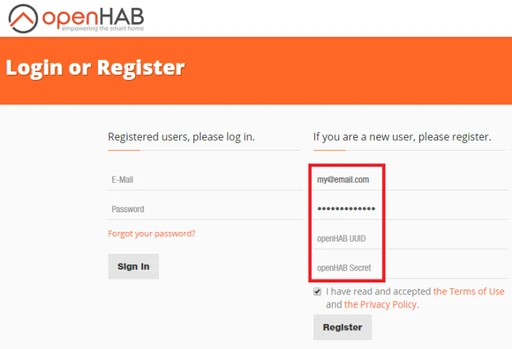 openHAB
empowering the smart home
Login or Register
Registered users, please log in.
E-Mail
Password
Forgot your password?
Sign in
If you are a new user, please register.
my@email.com
•••••••••••••
openHAB UUID
openHAB Secret
I have read and accepted the Terms of Use
and the Privacy Policy.
Register